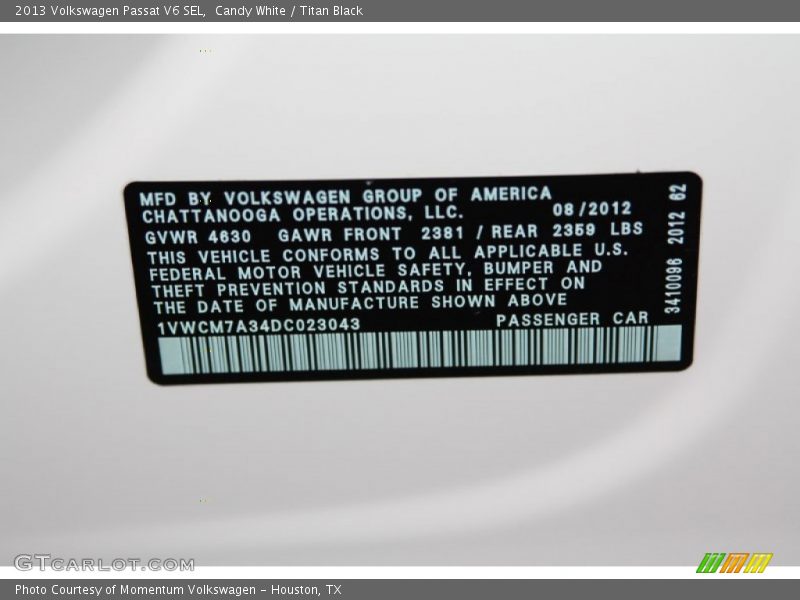 2013 Volkswagen Passat V6 SEL,  Candy White / Titan Black
MFD BY VOLKSWAGEN GROUP OF AMERICA
CHATTANOOGA OPERATIONS, LLC. 08/2012
GVWR 4630 GAWR FRONT 2381 / REAR 2359 LBS
THIS VEHICLE CONFORMS TO ALL APPLICABLE U.S.
FEDERAL MOTOR VEHICLE SAFETY, BUMPER AND
THEFT PREVENTION STANDARDS IN EFFECT ON
THE DATE OF MANUFACTURE SHOWN ABOVE
1VWCM7A34DC023043 PASSENGER CAR
3410096 2012 62
GTCARLOT.COM
Photo Courtesy of Momentum Volkswagen - Houston, TX